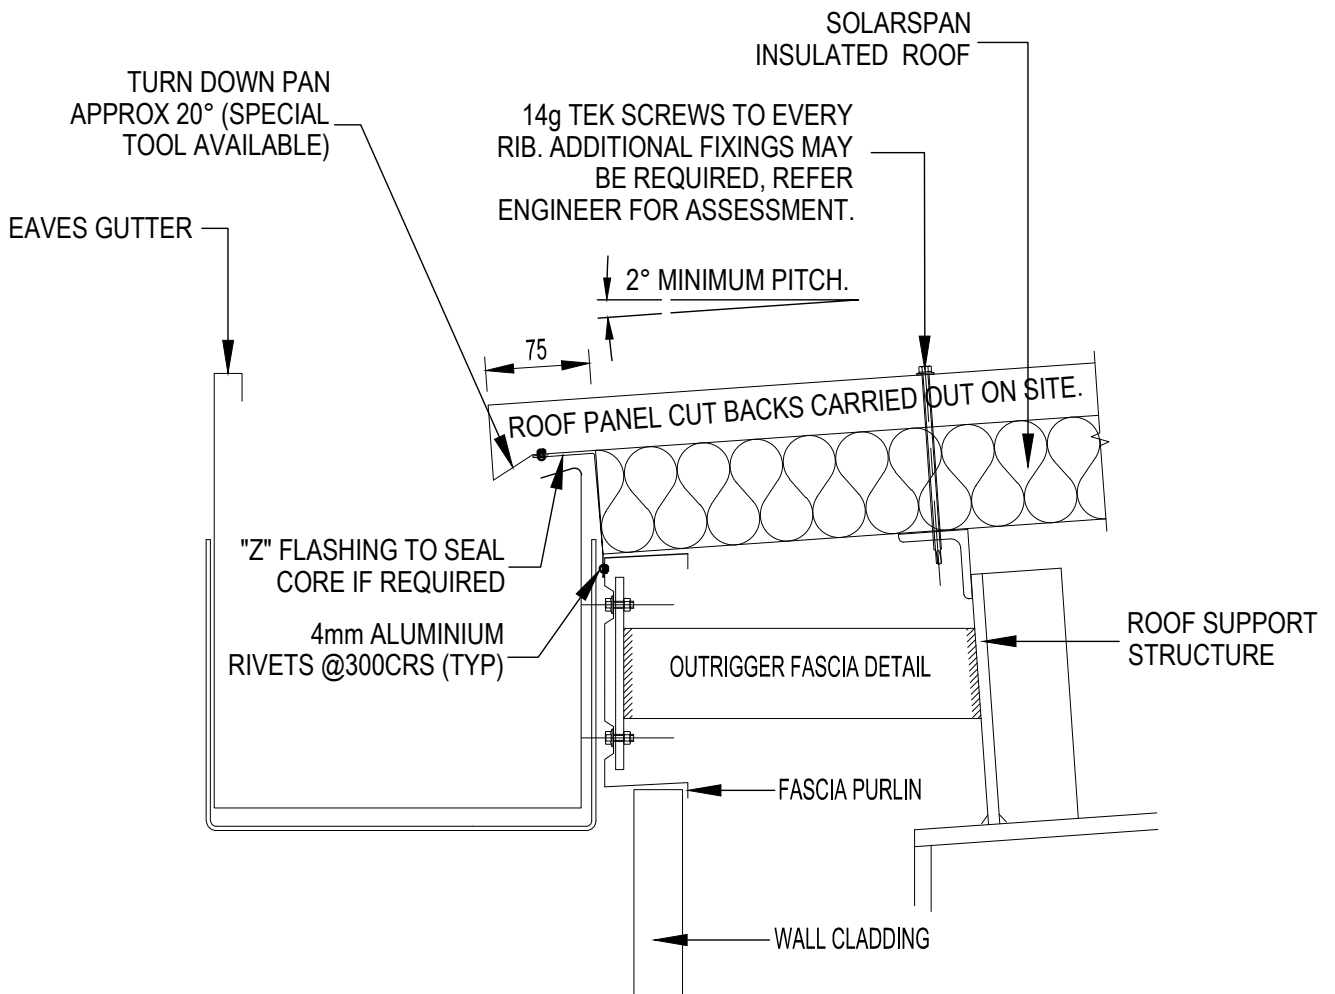 SOLARSPAN
INSULATED ROOF
TURN DOWN PAN
APPROX 20° (SPECIAL
TOOL AVAILABLE)
14g TEK SCREWS TO EVERY
RIB. ADDITIONAL FIXINGS MAY
BE REQUIRED, REFER
ENGINEER FOR ASSESSMENT.
EAVES GUTTER
2° MINIMUM PITCH.
75
ROOF PANEL CUT BACKS CARRIED OUT ON SITE.
"Z" FLASHING TO SEAL
CORE IF REQUIRED
4mm ALUMINIUM
RIVETS @300CRS (TYP)
OUTRIGGER FASCIA DETAIL
ROOF SUPPORT
STRUCTURE
FASCIA PURLIN
WALL CLADDING